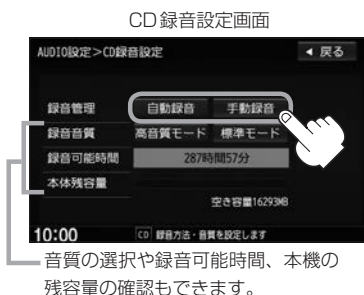 CD録音設定画面
AUDIO設定>CD録音設定
◀ 戻る
録音管理 自動録音 手動録音
録音音質 高音質モード 標準モード
録音可能時間 287時間57分
本体残容量
空き容量16293MB
10:00 CD 録音方法・音質を設定します
音質の選択や録音可能時間、本機の
残容量の確認もできます。